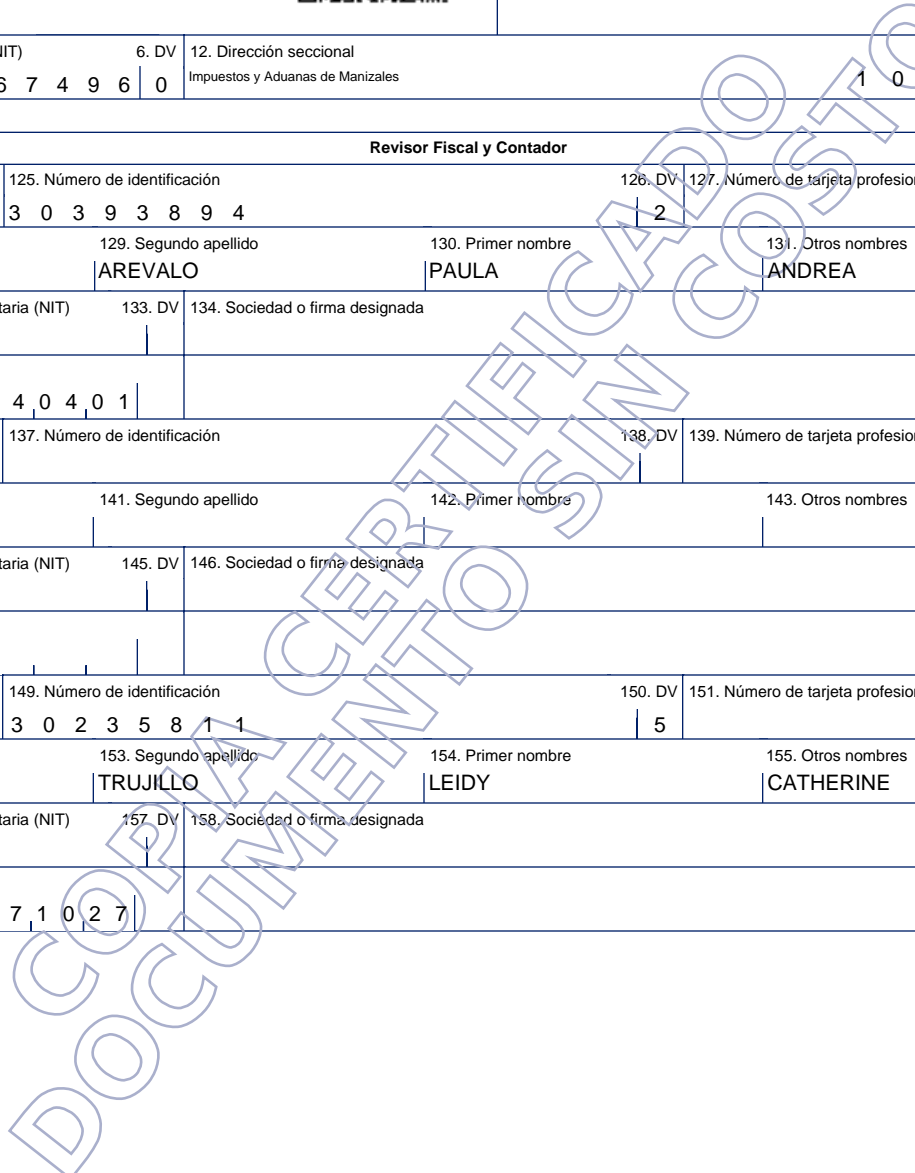 IT) 6. DV 12. Dirección seccional
6 7 4 9 6 0 Impuestos y Aduanas de Manizales 1 0
Revisor Fiscal y Contador
125. Número de identificación 126. DV 127. Número de tarjeta profesio
3 0 3 9 3 8 9 4 2
129. Segundo apellido 130. Primer nombre 131. Otros nombres
AREVALO PAULA ANDREA
taria (NIT) 133. DV 134. Sociedad o firma designada
4 0 4 0 1
137. Número de identificación 138. DV 139. Número de tarjeta profesio
141. Segundo apellido 142. Primer nombre 143. Otros nombres
taria (NIT) 145. DV 146. Sociedad o firma designada
149. Número de identificación 150. DV 151. Número de tarjeta profesio
3 0 2 3 5 8 1 1 5
153. Segundo apellido 154. Primer nombre 155. Otros nombres
TRUJILLO LEIDY CATHERINE
taria (NIT) 157. DV 158. Sociedad o firma designada
7 1 0 2 7
COPIA CERTIFICADO
DOCUMENTO SIN COSTO